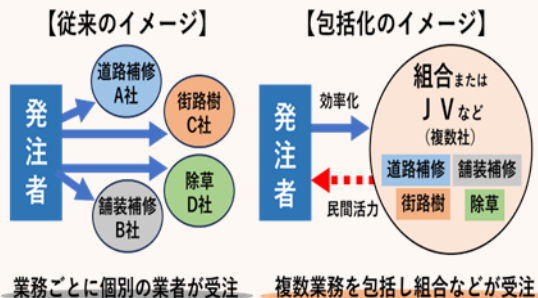 【従来のイメージ】
発注者
道路補修
A社
街路樹
C社
除草
D社
舗装補修
B社
業務ごとに個別の業者が受注
【包括化のイメージ】
発注者
効率化
民間活力
組合または
JVなど
(複数社)
道路補修
舗装補修
街路樹
除草
複数業務を包括し組合などが受注